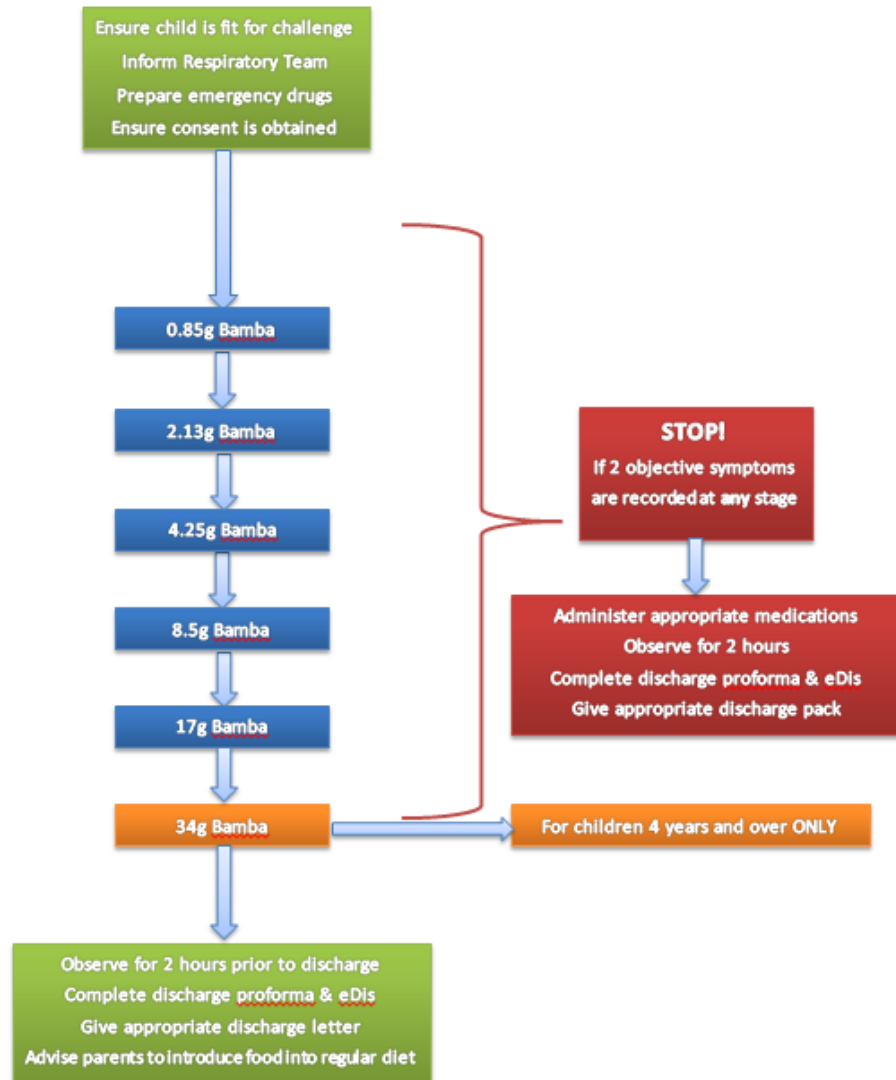 Ensure child is fit for challenge
Inform Respiratory Team
Prepare emergency drugs
Ensure consent is obtained
0.85g Bamba
2.13g Bamba
4.25g Bamba
8.5g Bamba
17g Bamba
34g Bamba
For children 4 years and over ONLY
STOP!
If 2 objective symptoms
are recorded at any stage
Administer appropriate medications
Observe for 2 hours
Complete discharge proforma & eDis
Give appropriate discharge pack
Observe for 2 hours prior to discharge
Complete discharge proforma & eDis
Give appropriate discharge letter
Advise parents to introduce food into regular diet